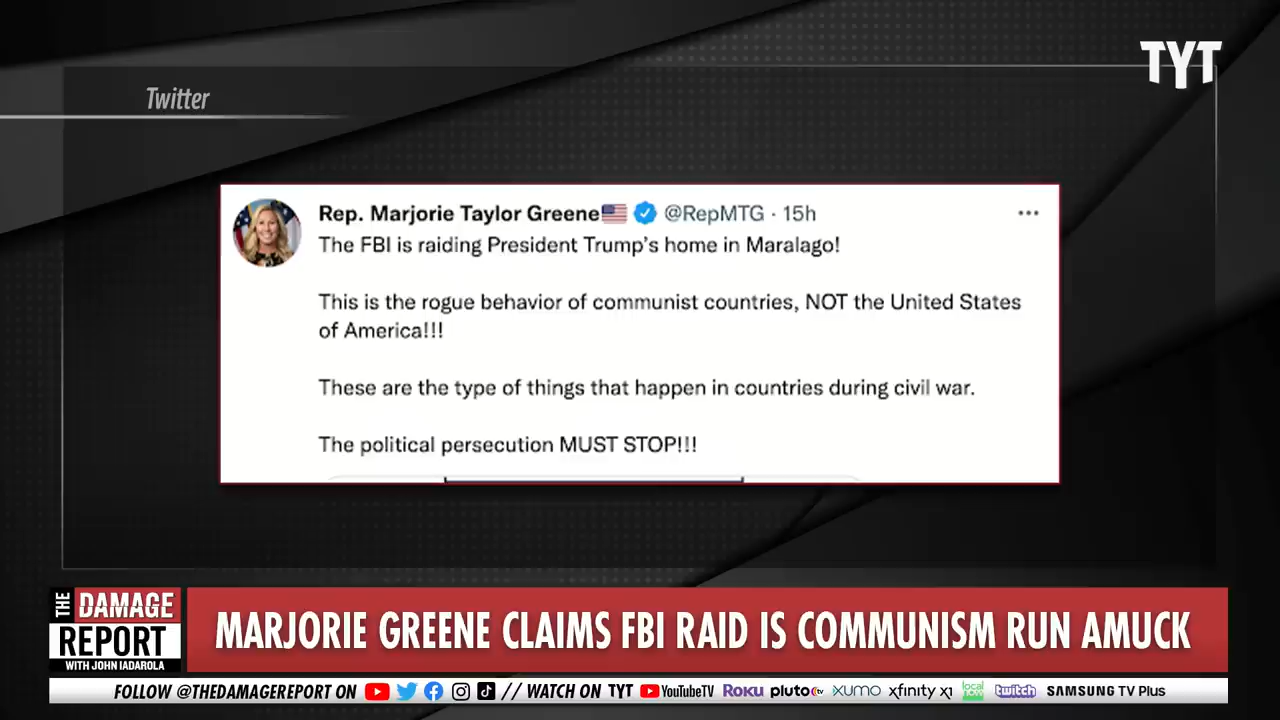 TYT
Twitter
Rep. Marjorie Taylor Greene @RepMTG · 15h
The FBI is raiding President Trump's home in Maralago!
This is the rogue behavior of communist countries, NOT the United States
of America!!!
These are the type of things that happen in countries during civil war.
The political persecution MUST STOP!!!
THE DAMAGE
REPORT
WITH JOHN IADAROLA
MARJORIE GREENE CLAIMS FBI RAID IS COMMUNISM RUN AMUCK
FOLLOW @THEDAMAGEREPORT ON // WATCH ON TYT YouTubeTV ROKU pluto tv XUMO xfinity X1 local now twitch SAMSUNG TV Plus